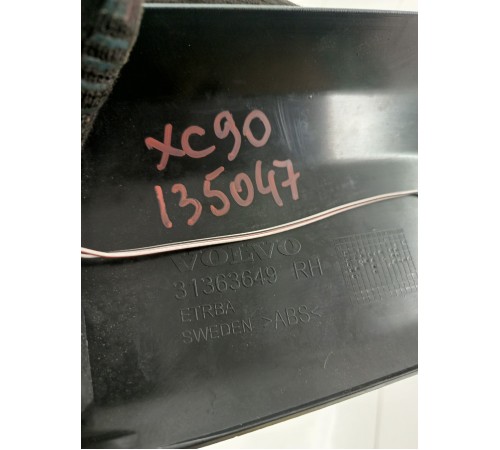 XC90
135047
VOLVO
31363649 RH
ETRBA
SWEDEN >ABS<